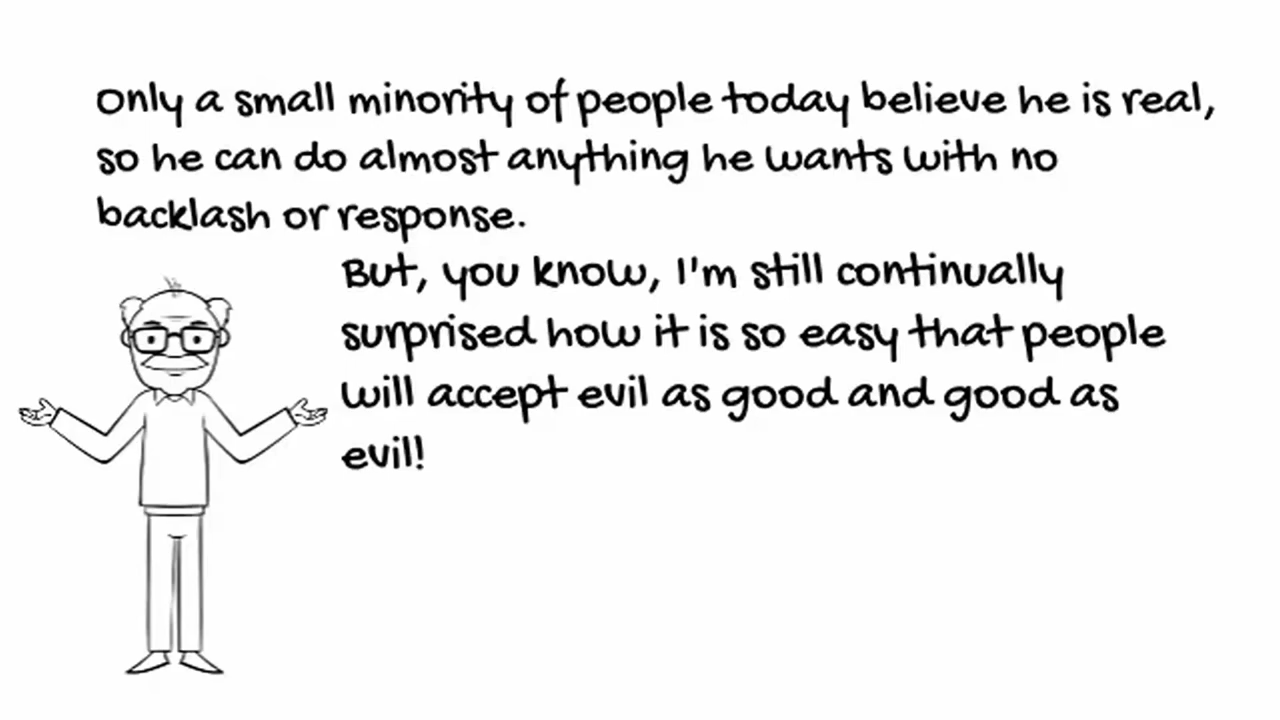 Only a small minority of people today believe he is real,
so he can do almost anything he wants with no
backlash or response.
But, you know, I'm still continually
surprised how it is so easy that people
will accept evil as good and good as
evil!